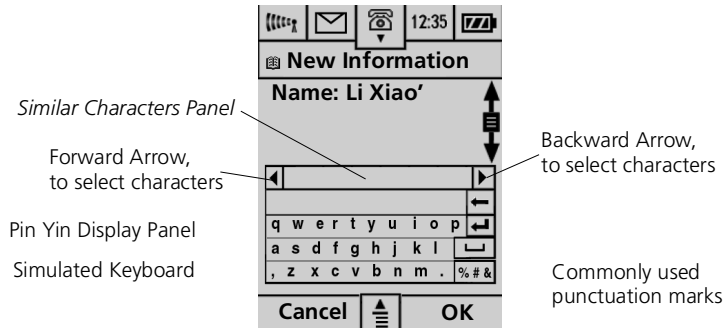 12:35
New Information
Name: Li Xiao’
Similar Characters Panel
Forward Arrow,
to select characters
Backward Arrow,
to select characters
Pin Yin Display Panel
Simulated Keyboard
q w e r t y u i o p
a s d f g h j k l
, z x c v b n m . %#&
Commonly used
punctuation marks
Cancel OK